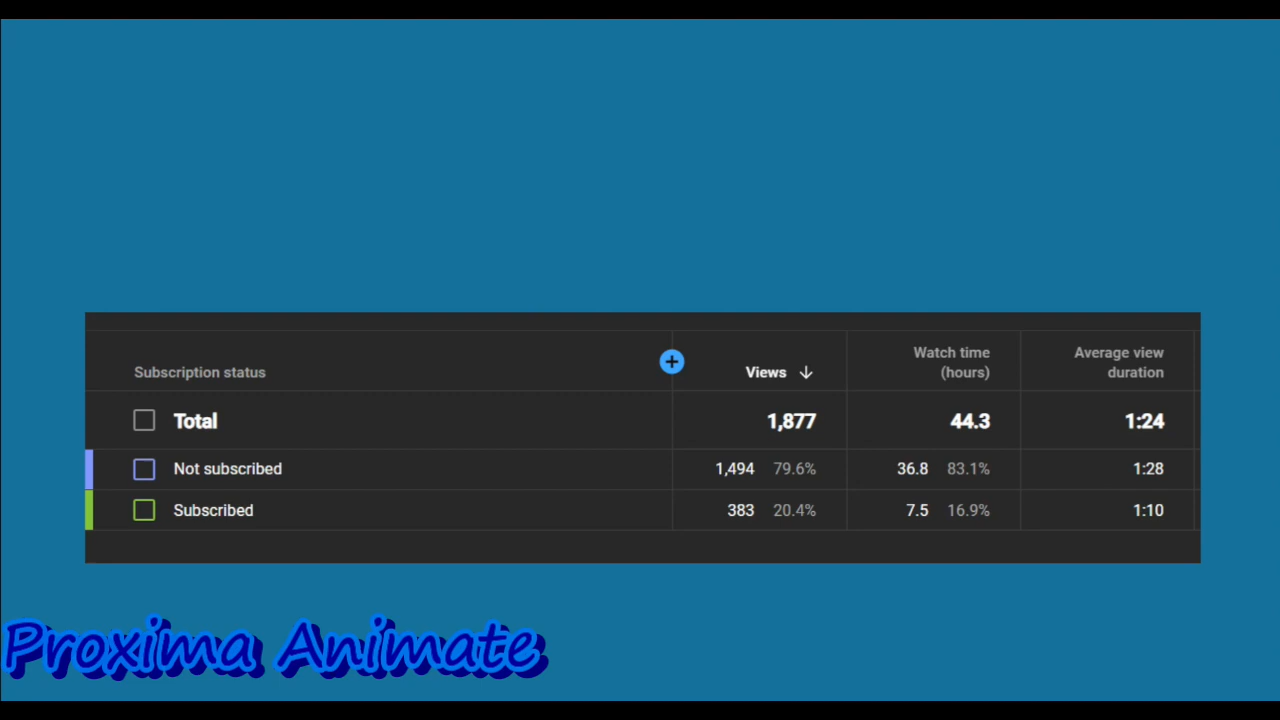 Subscription status Views ↓ Watch time (hours) Average view duration
Total 1,877 44.3 1:24
Not subscribed 1,494 79.6% 36.8 83.1% 1:28
Subscribed 383 20.4% 7.5 16.9% 1:10
Proxima Animate